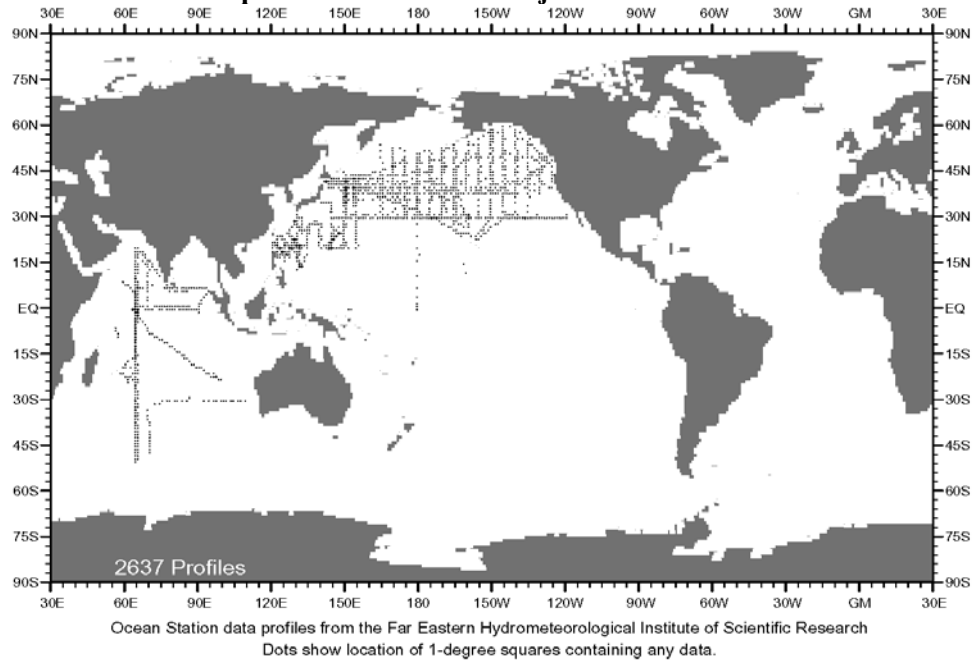 30E 60E 90E 120E 150E 180 150W 120W 90W 60W 30W GM 30E
90N 90N
75N 75N
60N 60N
45N 45N
30N 30N
15N 15N
EQ EQ
15S 15S
30S 30S
45S 45S
60S 60S
75S 75S
2637 Profiles
90S 90S
30E 60E 90E 120E 150E 180 150W 120W 90W 60W 30W GM 30E
Ocean Station data profiles from the Far Eastern Hydrometeorological Institute of Scientific Research
Dots show location of 1-degree squares containing any data.